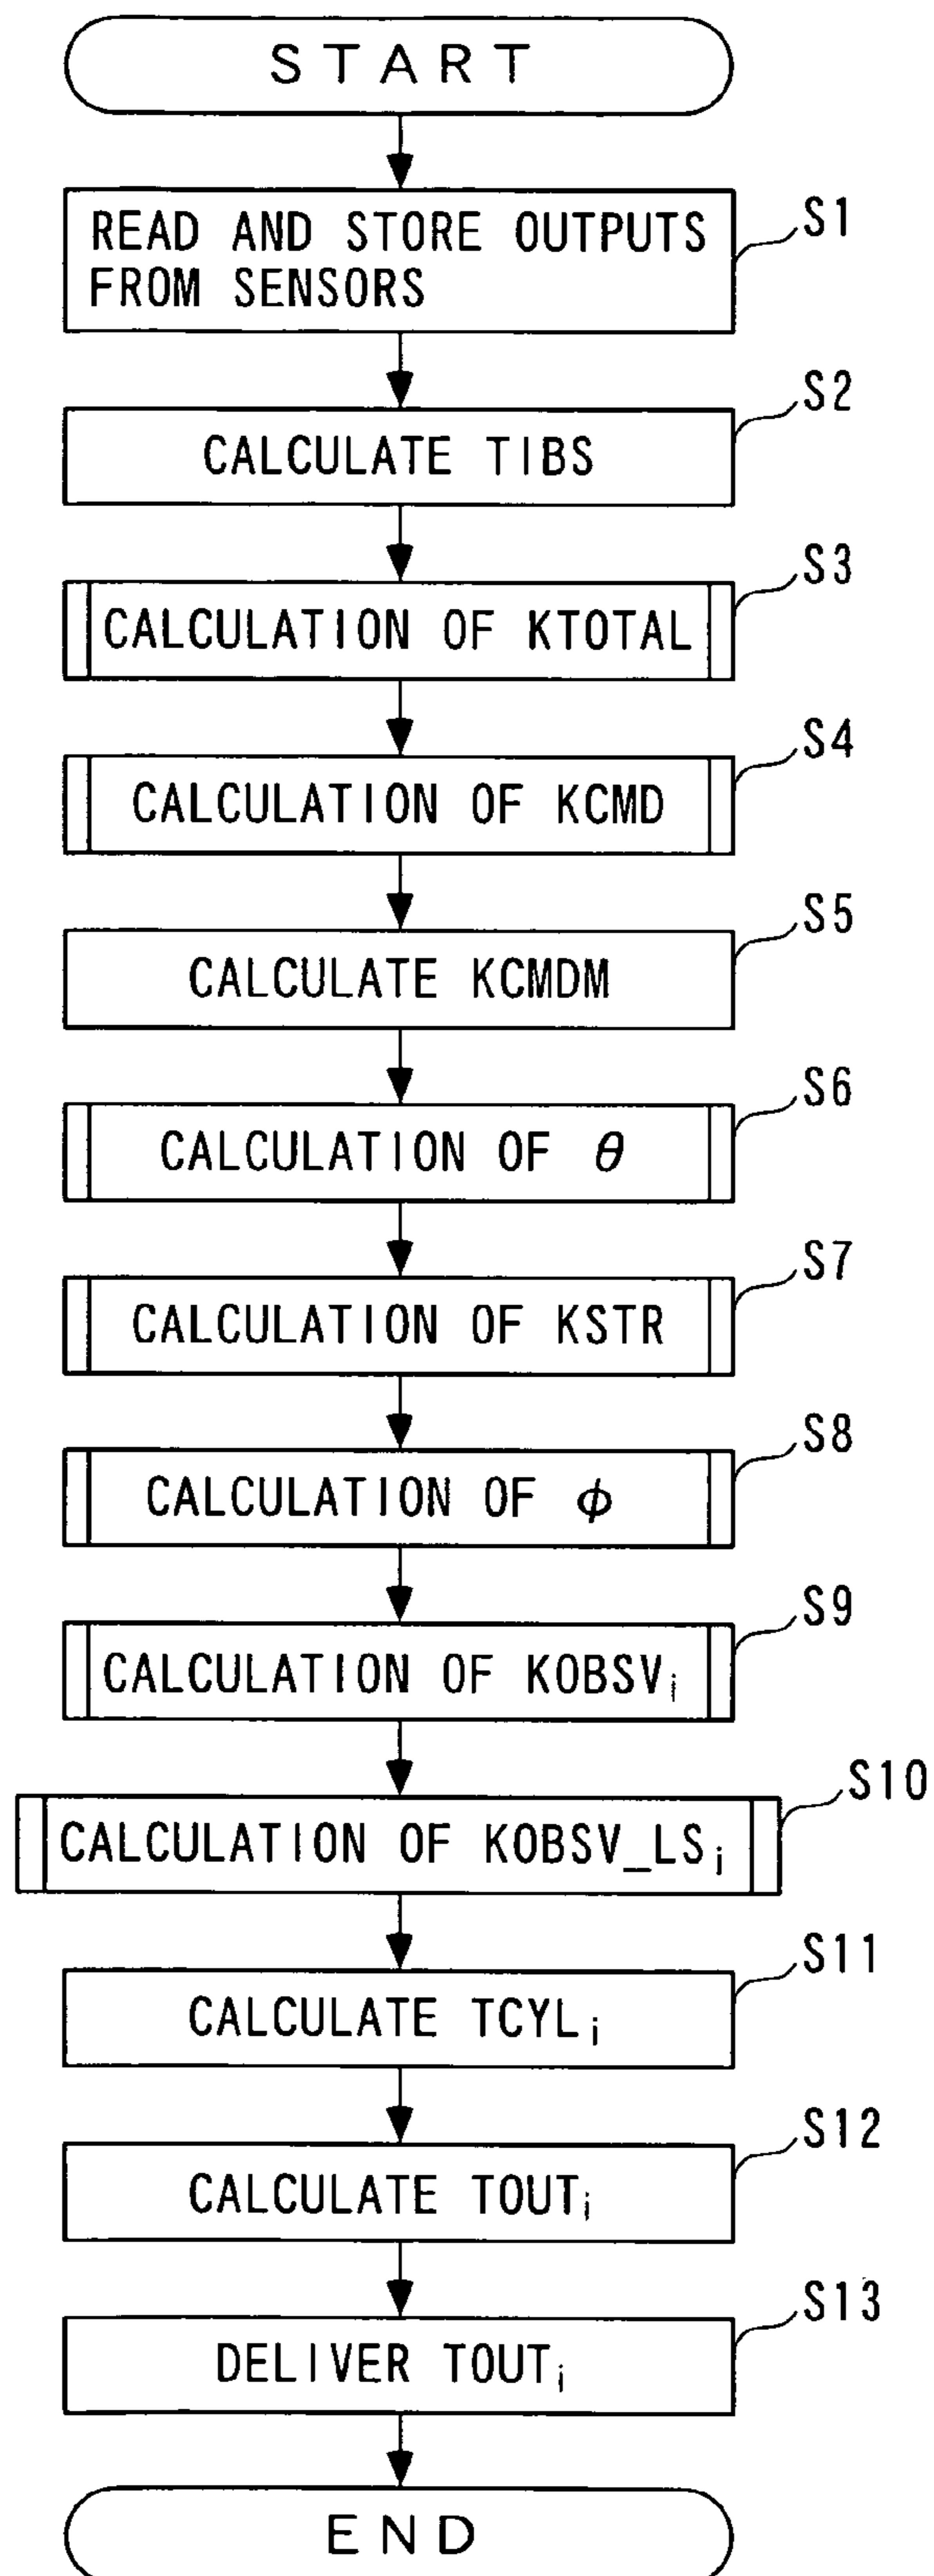 START
S1
READ AND STORE OUTPUTS
FROM SENSORS
S2
CALCULATE TIBS
S3
CALCULATION OF KTOTAL
S4
CALCULATION OF KCMD
S5
CALCULATE KCMDM
S6
CALCULATION OF θ
S7
CALCULATION OF KSTR
S8
CALCULATION OF φ
S9
CALCULATION OF KOBSVi
S10
CALCULATION OF KOBSV_LSi
S11
CALCULATE TCYLi
S12
CALCULATE TOUTi
S13
DELIVER TOUTi
END